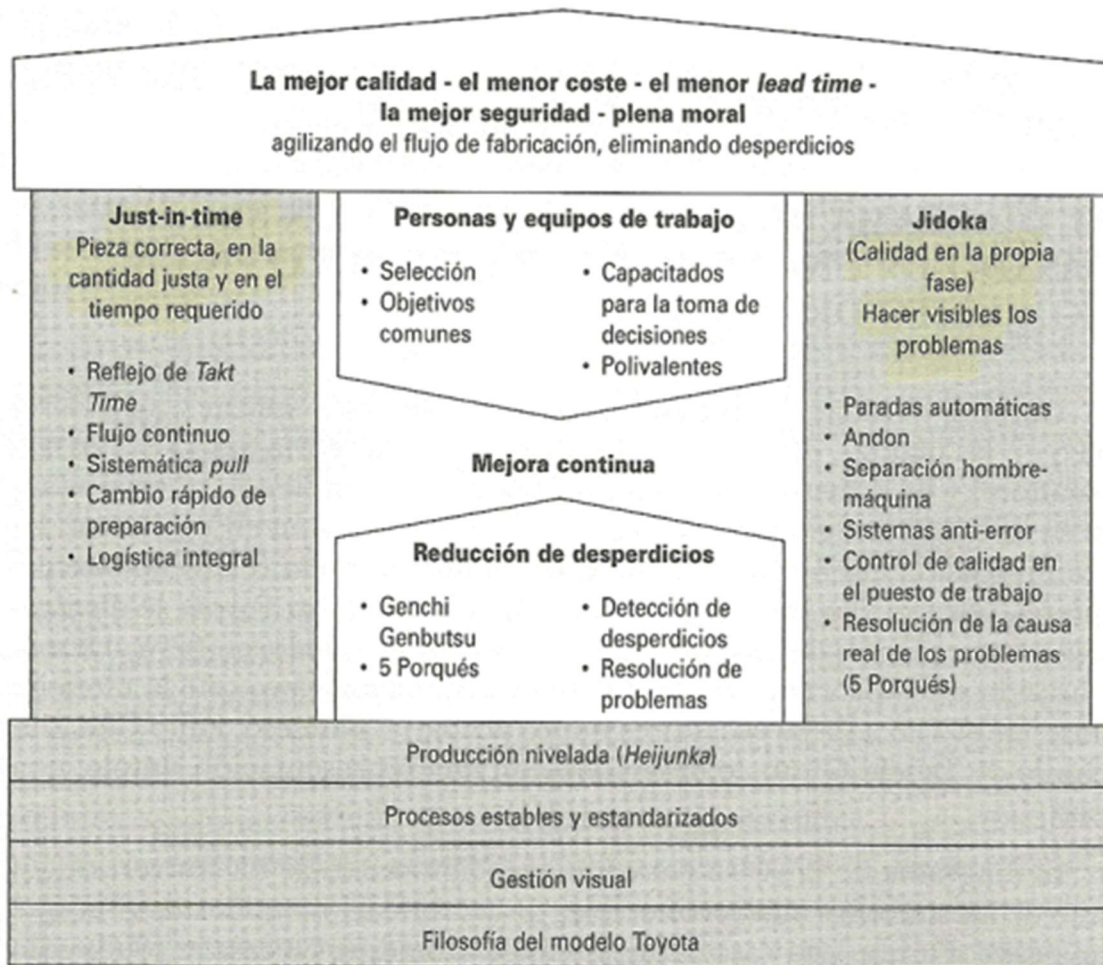 La mejor calidad - el menor coste - el menor lead time -
la mejor seguridad - plena moral
agilizando el flujo de fabricación, eliminando desperdicios
Just-in-time
Pieza correcta, en la
cantidad justa y en el
tiempo requerido
• Reflejo de Takt
Time
• Flujo continuo
• Sistemática pull
• Cambio rápido de
preparación
• Logística integral
Personas y equipos de trabajo
• Selección
• Objetivos
comunes
• Capacitados
para la toma de
decisiones
• Polivalentes
Mejora continua
Reducción de desperdicios
• Genchi
Genbutsu
• 5 Porqués
• Detección de
desperdicios
• Resolución de
problemas
Jidoka
(Calidad en la propia
fase)
Hacer visibles los
problemas
• Paradas automáticas
• Andon
• Separación hombre-
máquina
• Sistemas anti-error
• Control de calidad en
el puesto de trabajo
• Resolución de la causa
real de los problemas
(5 Porqués)
Producción nivelada (Heijunka)
Procesos estables y estandarizados
Gestión visual
Filosofía del modelo Toyota